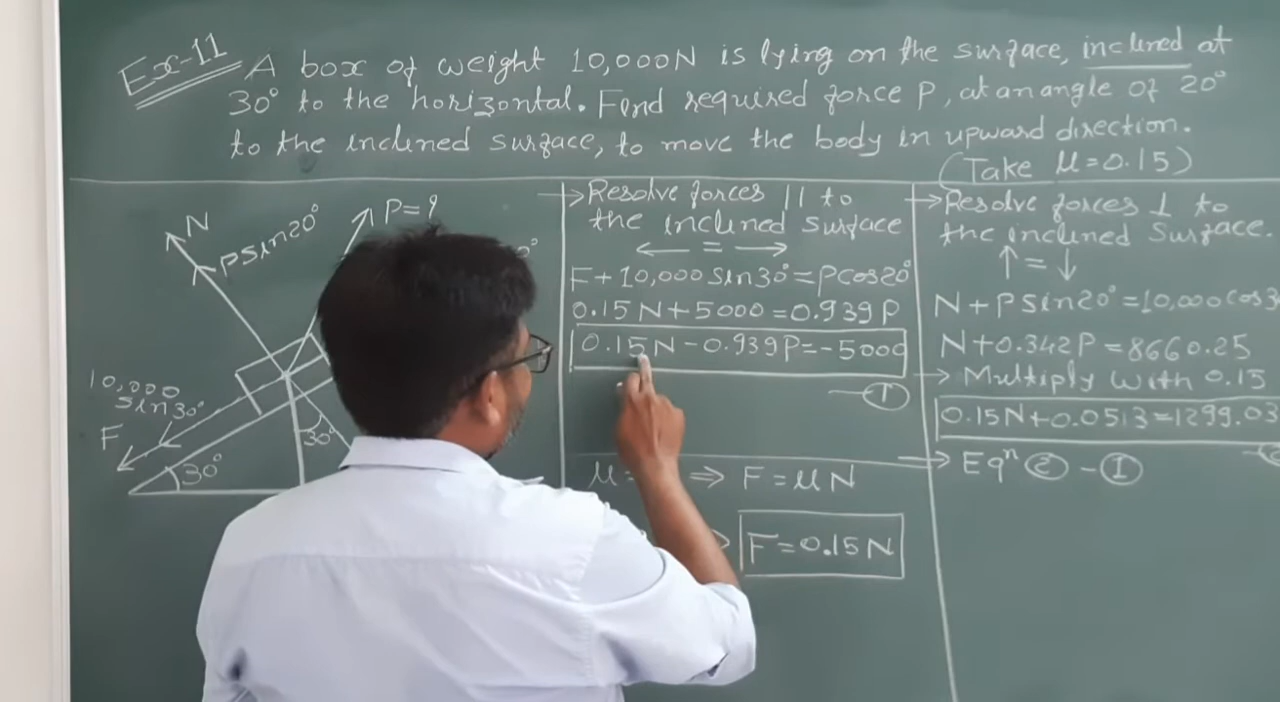 Ex-11 A box of weight 10,000N is lying on the surface, inclined at
30° to the horizontal. Find required force P, at an angle of 20°
to the inclined surface, to move the body in upward direction.
(Take μ=0.15)
N
Psin20°
P=?
10,000
sin30°
F
30°
30°
→Resolve forces || to
the inclined surface
← = →
F+10,000 Sin30°=Pcos20°
0.15N+5000=0.939P
0.15N-0.939P=-5000
①
μ=
⇒ F=μN
F=0.15N
→Resolve forces ⊥ to
the inclined Surface.
↑=↓
N+Psin20°=10,000cos3
N+0.342P=8660.25
→ Multiply with 0.15
0.15N+0.0513=1299.03
→ Eqⁿ ② - ①